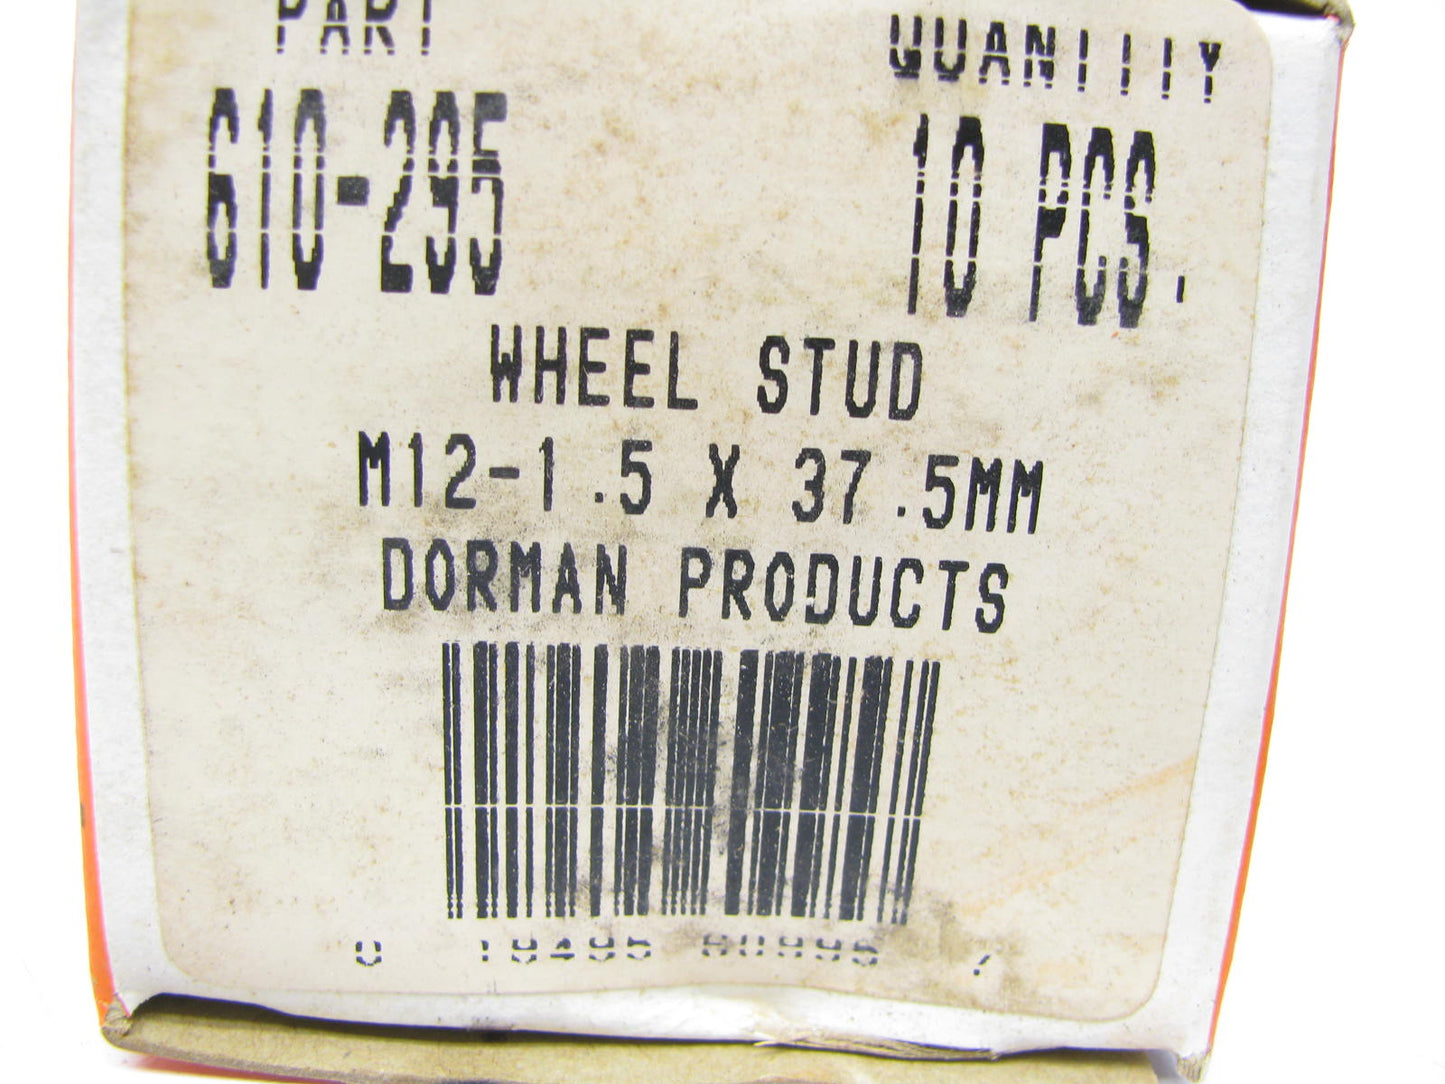 PART QUANTITY
610-295 10 PCS.
WHEEL STUD
M12-1.5 X 37.5MM
DORMAN PRODUCTS